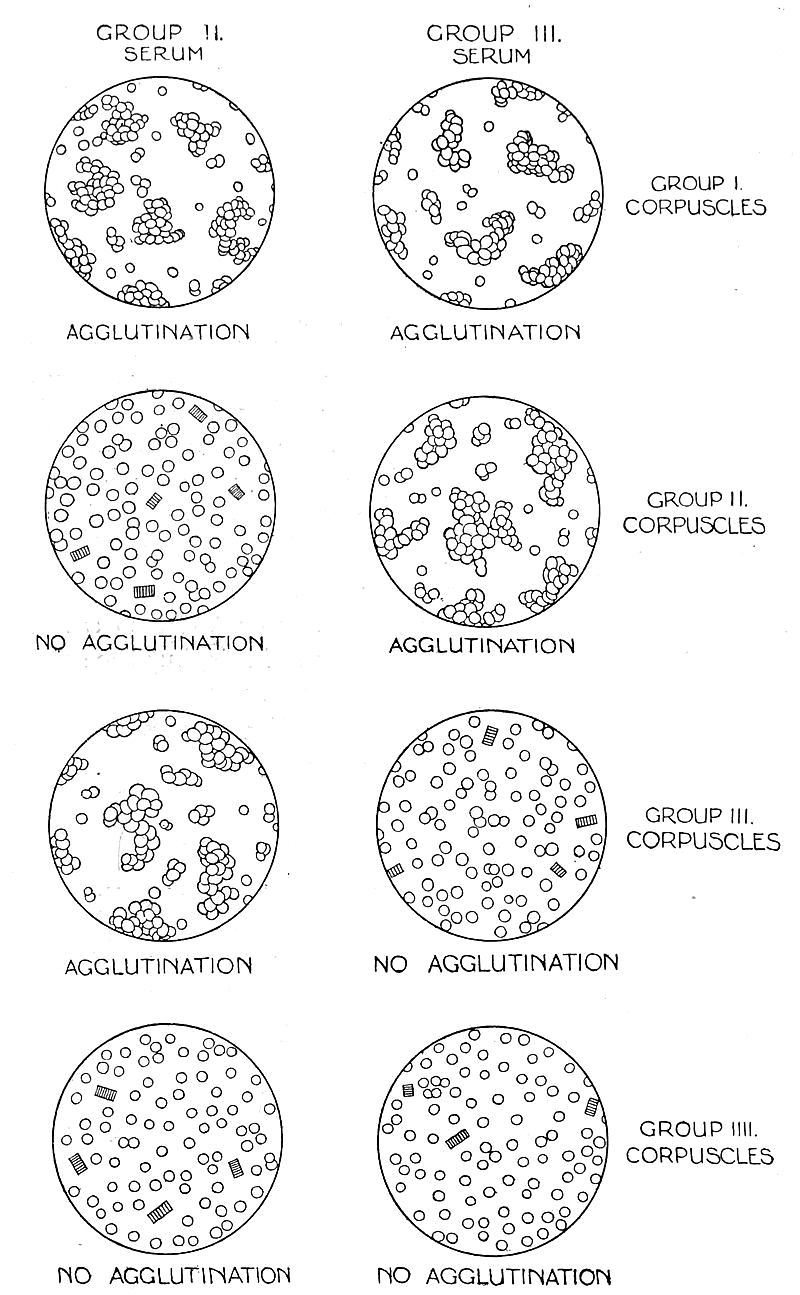 GROUP II.
SERUM
GROUP III.
SERUM
GROUP I.
CORPUSCLES
AGGLUTINATION
AGGLUTINATION
GROUP II.
CORPUSCLES
NO AGGLUTINATION
AGGLUTINATION
GROUP III.
CORPUSCLES
AGGLUTINATION
NO AGGLUTINATION
GROUP IIII.
CORPUSCLES
NO AGGLUTINATION
NO AGGLUTINATION